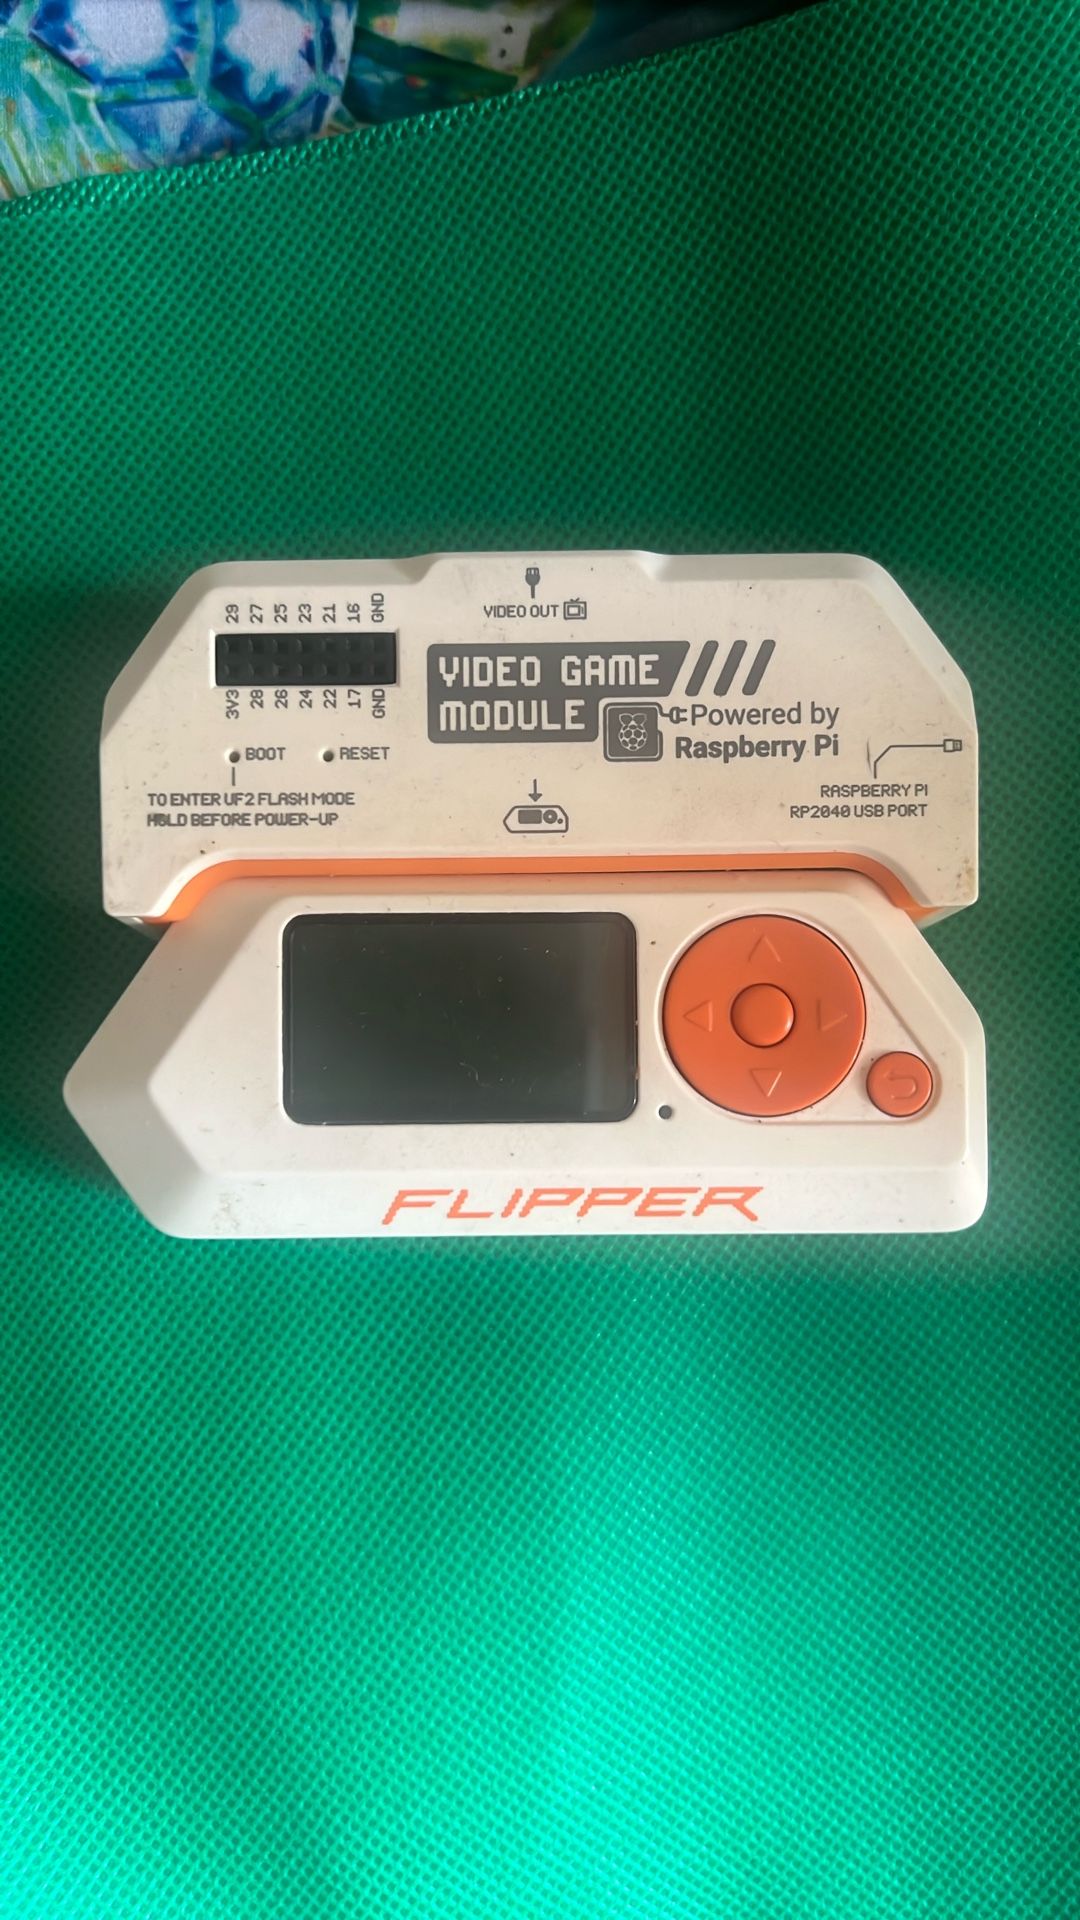 29 27 25 23 21 16 GND
VIDEO OUT
3V3 28 26 24 22 17 GND
VIDEO GAME
MODULE
Powered by
Raspberry Pi
BOOT RESET
TO ENTER UF2 FLASH MODE
HOLD BEFORE POWER-UP
RASPBERRY PI
RP2040 USB PORT
FLIPPER